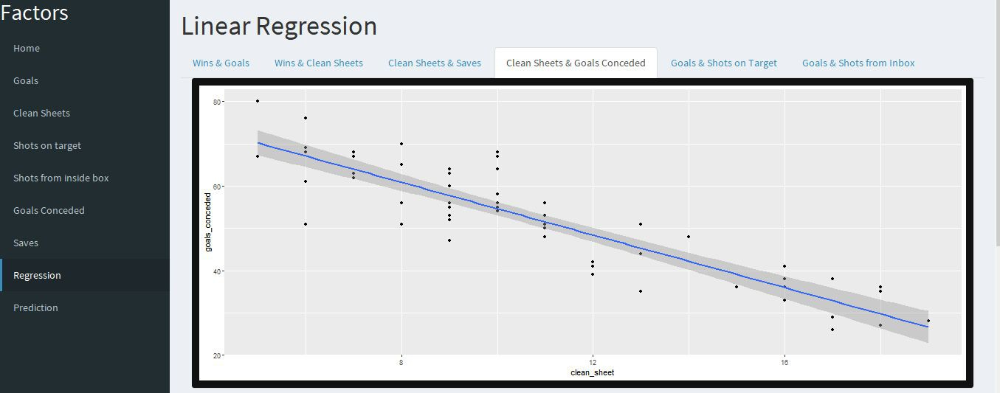 Factors
Home
Goals
Clean Sheets
Shots on target
Shots from inside box
Goals Conceded
Saves
Regression
Prediction
Linear Regression
Wins & Goals
Wins & Clean Sheets
Clean Sheets & Saves
Clean Sheets & Goals Conceded
Goals & Shots on Target
Goals & Shots from Inbox
goals_conceded
80
60
40
20
8
12
16
clean_sheet